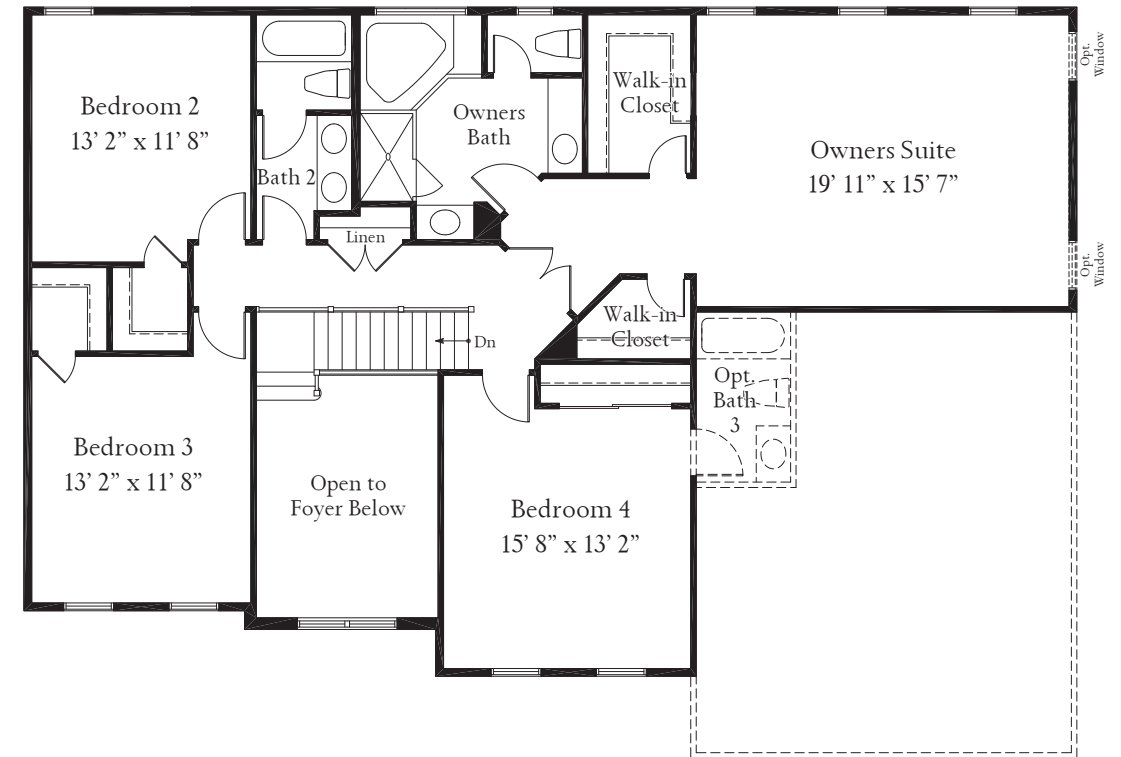 Bedroom 2
13’ 2” x 11’ 8”
Bath 2
Linen
Owners
Bath
Walk-in
Closet
Owners Suite
19’ 11” x 15’ 7”
Opt.
Window
Opt.
Window
Walk-in
Closet
Dn
Opt.
Bath
3
Bedroom 3
13’ 2” x 11’ 8”
Open to
Foyer Below
Bedroom 4
15’ 8” x 13’ 2”